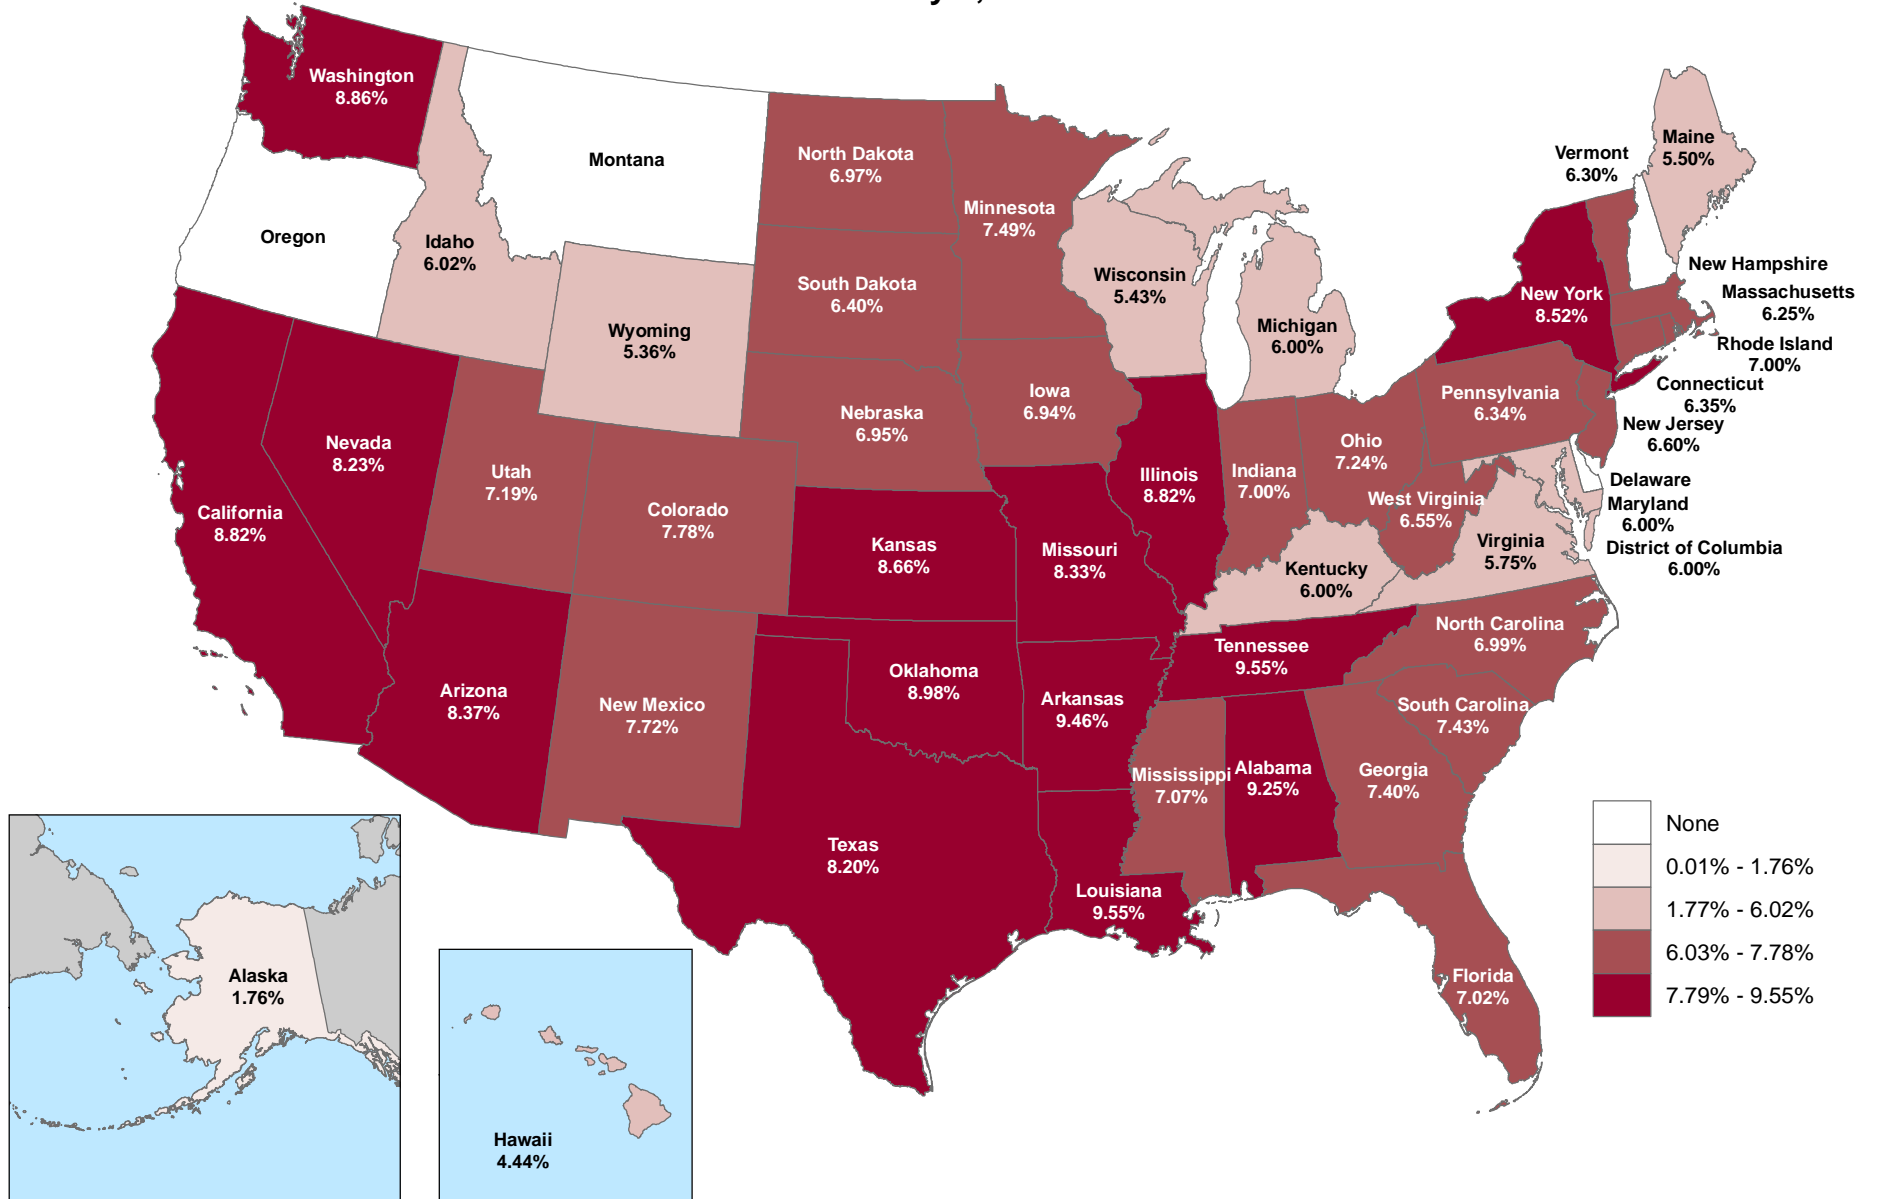 Washington
8.86%
Montana
North Dakota
6.97%
Minnesota
7.49%
Vermont
6.30%
Maine
5.50%
Oregon
Idaho
6.02%
Wyoming
5.36%
South Dakota
6.40%
Wisconsin
5.43%
Michigan
6.00%
New York
8.52%
New Hampshire
Massachusetts
6.25%
Rhode Island
7.00%
Connecticut
6.35%
New Jersey
6.60%
Delaware
Maryland
6.00%
District of Columbia
6.00%
Nevada
8.23%
California
8.82%
Utah
7.19%
Colorado
7.78%
Nebraska
6.95%
Iowa
6.94%
Illinois
8.82%
Indiana
7.00%
Ohio
7.24%
Pennsylvania
6.34%
West Virginia
6.55%
Virginia
5.75%
Kentucky
6.00%
Kansas
8.66%
Missouri
8.33%
Arizona
8.37%
New Mexico
7.72%
Oklahoma
8.98%
Arkansas
9.46%
Tennessee
9.55%
North Carolina
6.99%
South Carolina
7.43%
Mississippi
7.07%
Alabama
9.25%
Georgia
7.40%
Texas
8.20%
Louisiana
9.55%
Florida
7.02%
Alaska
1.76%
Hawaii
4.44%
None
0.01% - 1.76%
1.77% - 6.02%
6.03% - 7.78%
7.79% - 9.55%